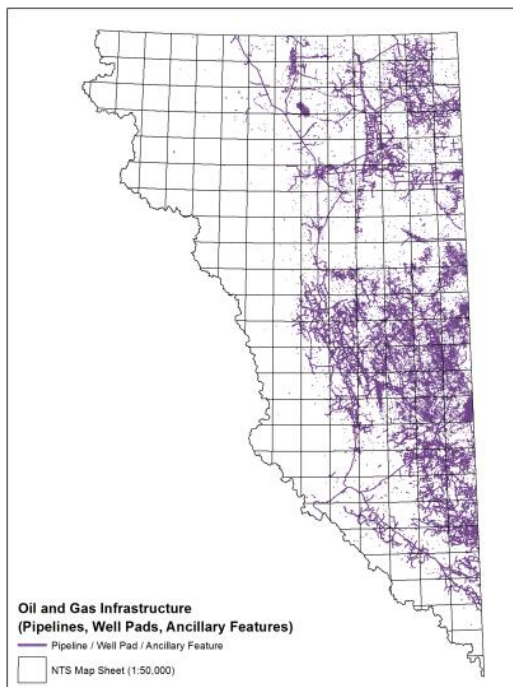 Oil and Gas Infrastructure
(Pipelines, Well Pads, Ancillary Features)
Pipeline / Well Pad / Ancillary Feature
NTS Map Sheet (1:50,000)